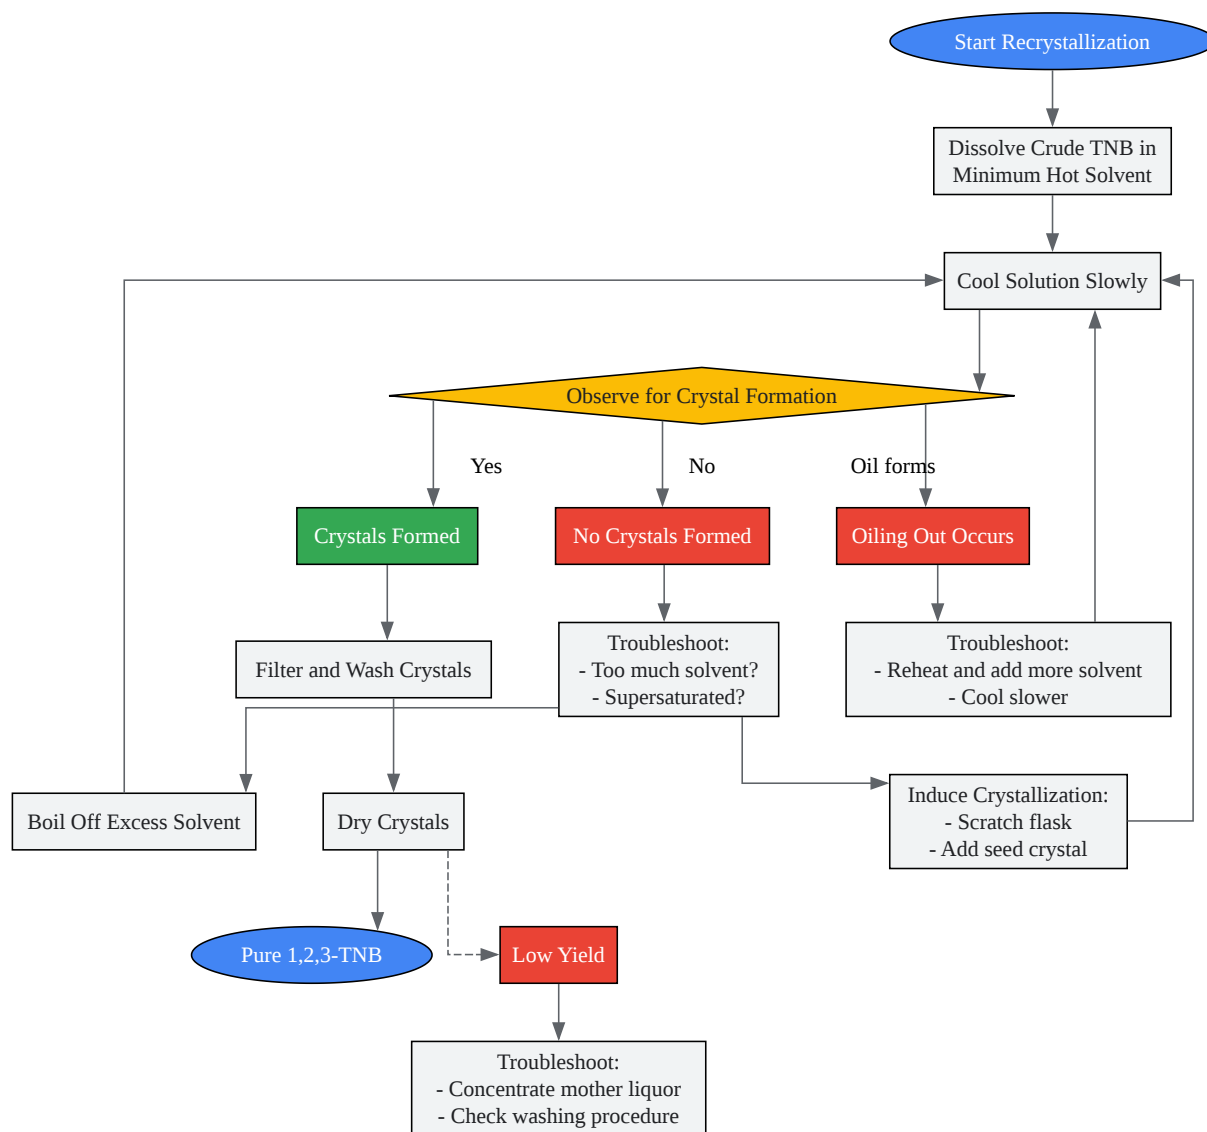 Start Recrystallization
Dissolve Crude TNB in
Minimum Hot Solvent
Cool Solution Slowly
Observe for Crystal Formation
Yes
No
Oil forms
Crystals Formed
No Crystals Formed
Oiling Out Occurs
Filter and Wash Crystals
Troubleshoot:
- Too much solvent?
- Supersaturated?
Troubleshoot:
- Reheat and add more solvent
- Cool slower
Boil Off Excess Solvent
Dry Crystals
Induce Crystallization:
- Scratch flask
- Add seed crystal
Pure 1,2,3-TNB
Low Yield
Troubleshoot:
- Concentrate mother liquor
- Check washing procedure